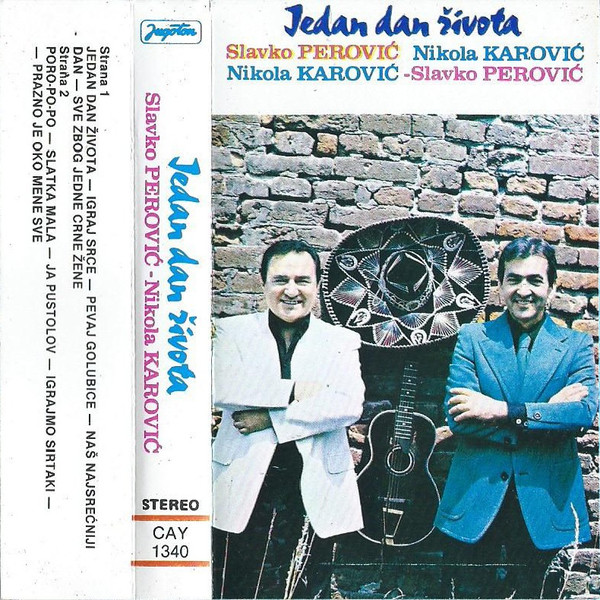 Strana 1
JEDAN DAN ŽIVOTA — IGRAJ SRCE — PEVAJ GOLUBICE — NAŠ NAJSREĆNIJI
DAN — SVE ZBOG JEDNE CRNE ŽENE
Strana 2
PORO-PO-PO — SLATKA MALA — JA PUSTOLOV — IGRAJMO SIRTAKI —
— PRAZNO JE OKO MENE SVE
Jugoton
Jedan dan života
Slavko PEROVIĆ - Nikola KAROVIĆ
STEREO
CAY
1340
Jedan dan života
Slavko PEROVIĆ Nikola KAROVIĆ
Nikola KAROVIĆ - Slavko PEROVIĆ